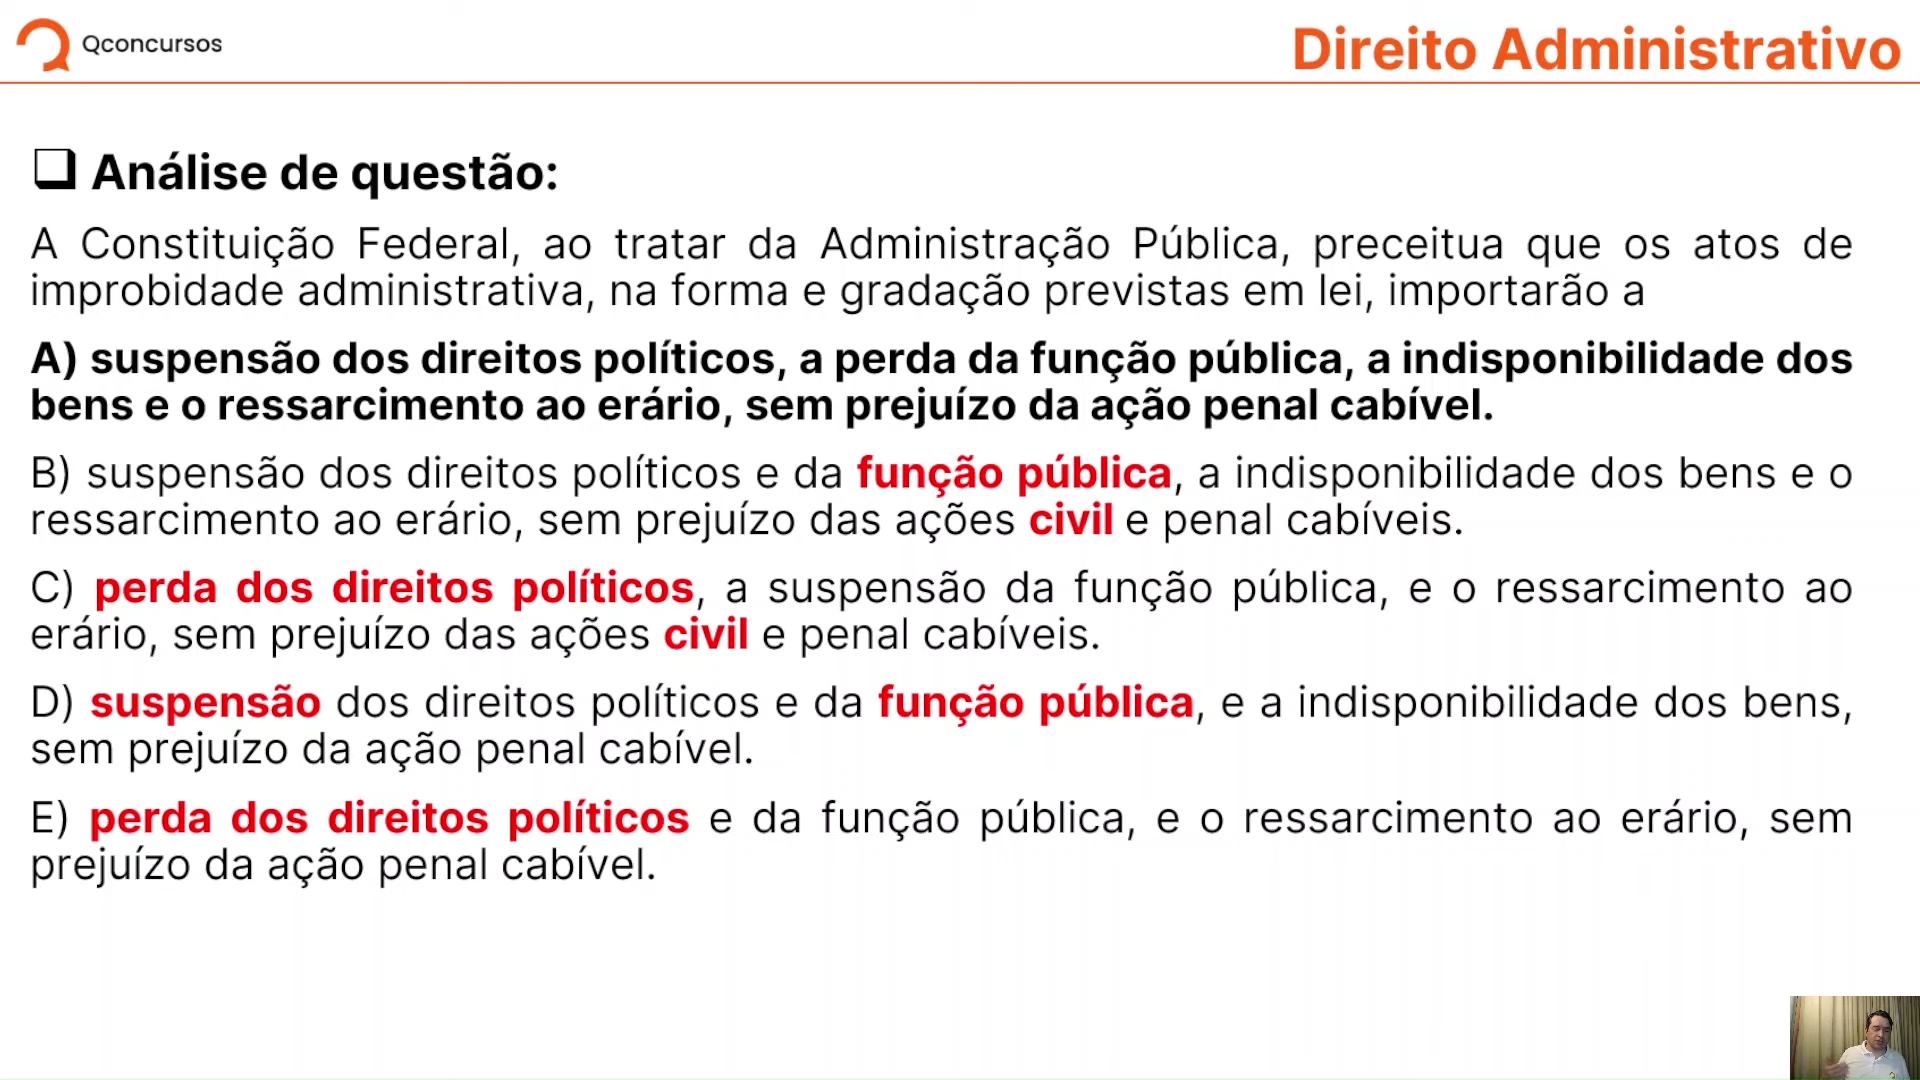 Qconcursos
Direito Administrativo
Análise de questão:
A Constituição Federal, ao tratar da Administração Pública, preceitua que os atos de
improbidade administrativa, na forma e gradação previstas em lei, importarão a
A) suspensão dos direitos políticos, a perda da função pública, a indisponibilidade dos
bens e o ressarcimento ao erário, sem prejuízo da ação penal cabível.
B) suspensão dos direitos políticos e da função pública, a indisponibilidade dos bens e o
ressarcimento ao erário, sem prejuízo das ações civil e penal cabíveis.
C) perda dos direitos políticos, a suspensão da função pública, e o ressarcimento ao
erário, sem prejuízo das ações civil e penal cabíveis.
D) suspensão dos direitos políticos e da função pública, e a indisponibilidade dos bens,
sem prejuízo da ação penal cabível.
E) perda dos direitos políticos e da função pública, e o ressarcimento ao erário, sem
prejuízo da ação penal cabível.